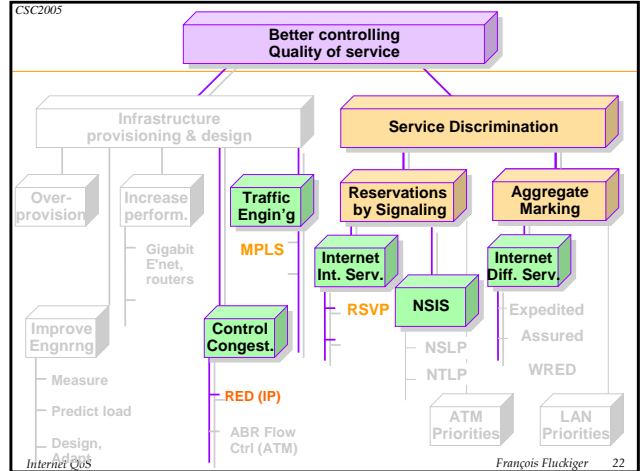 CSC2005
Better controlling
Quality of service
Infrastructure
provisioning & design
Service Discrimination
Over-
provision
Increase
perform.
Traffic
Engin'g
Reservations
by Signaling
Aggregate
Marking
Gigabit
E'net,
routers
MPLS
Internet
Int. Serv.
Internet
Diff. Serv.
RSVP
NSIS
Expedited
Assured
WRED
Improve
Engnrng
Control
Congest.
NSLP
NTLP
Measure
Predict load
Design,
Adapt
RED (IP)
ABR Flow
Ctrl (ATM)
ATM
Priorities
LAN
Priorities
Internet QoS
François Fluckiger 22